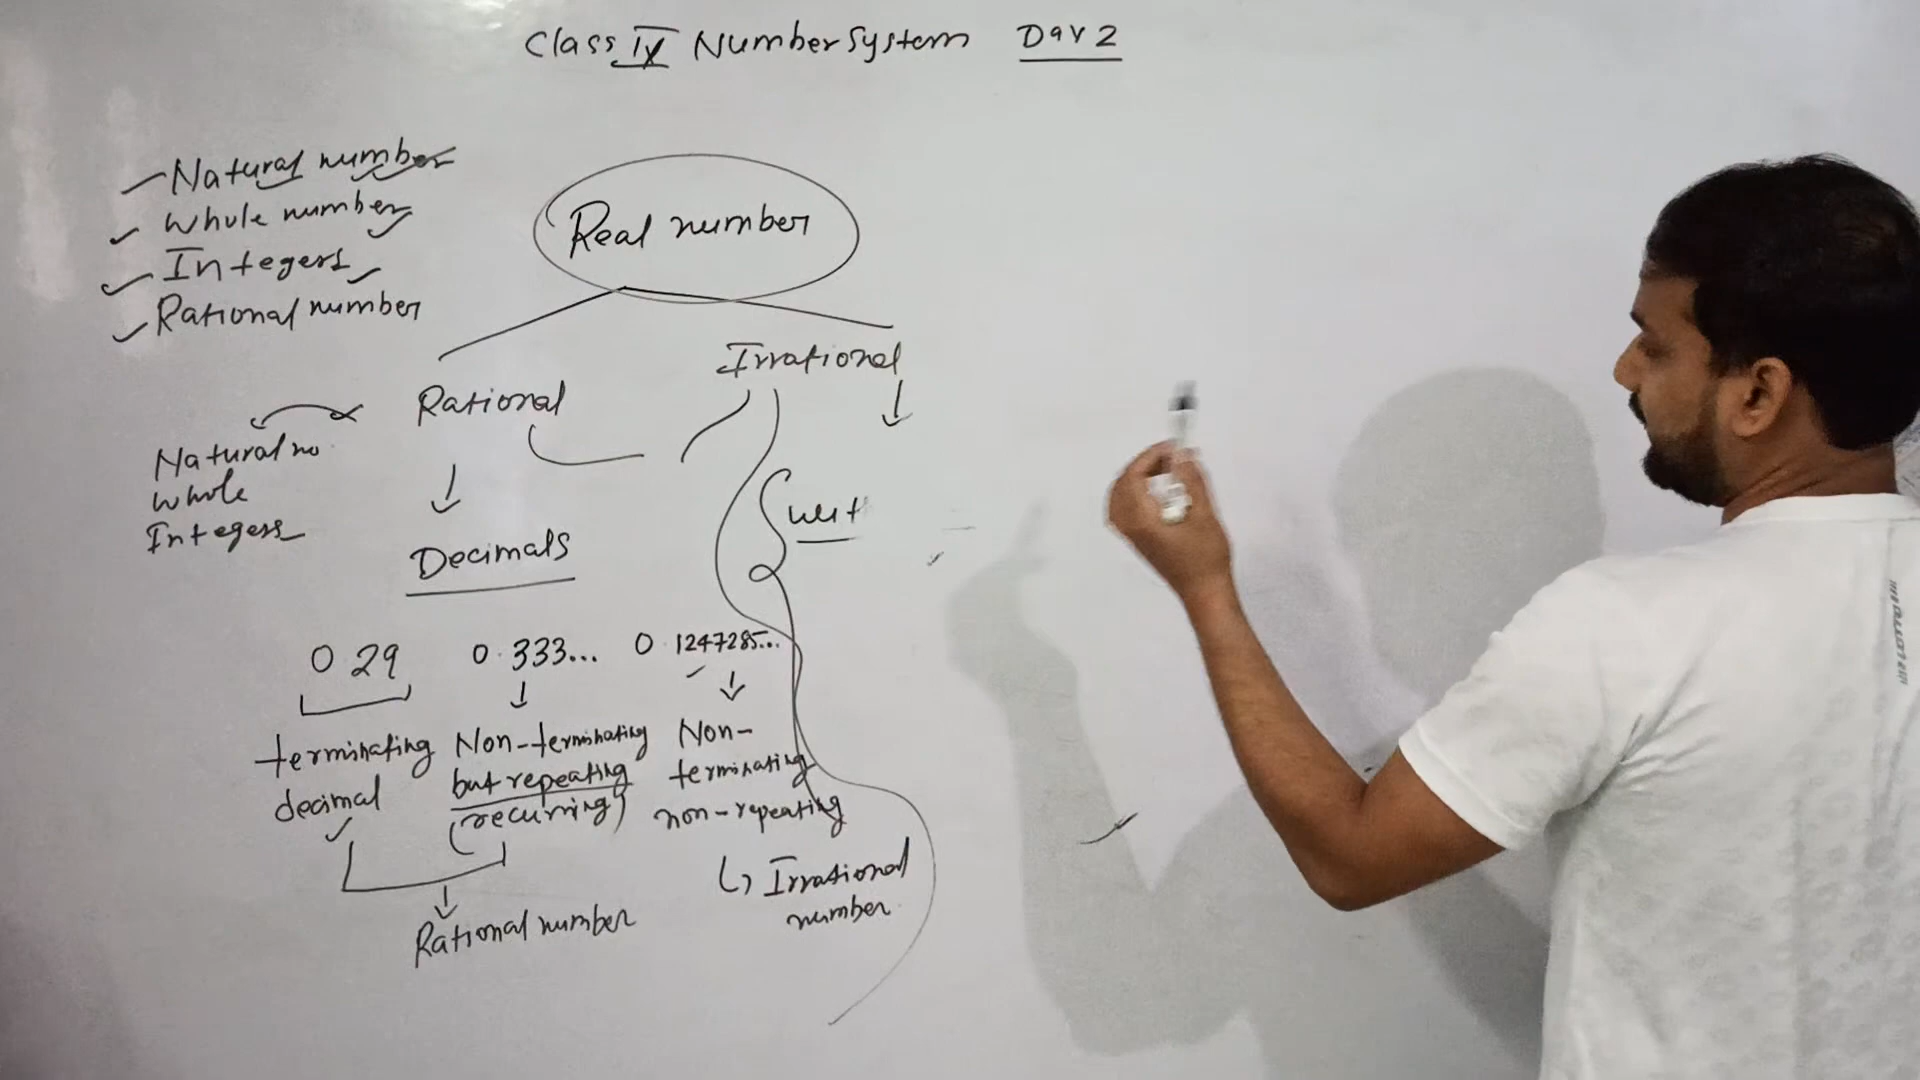 Class IX Number System Day 2
Natural number
Whole number
Integers
Rational number
Real number
Rational
Irrational
Natural no.
Whole
Integers
Decimals
0.29
0.333...
0.1247285...
terminating
decimal
Non-terminating
but repeating
(recurring)
Non-
terminating
non-repeating
Rational number
Irrational
number